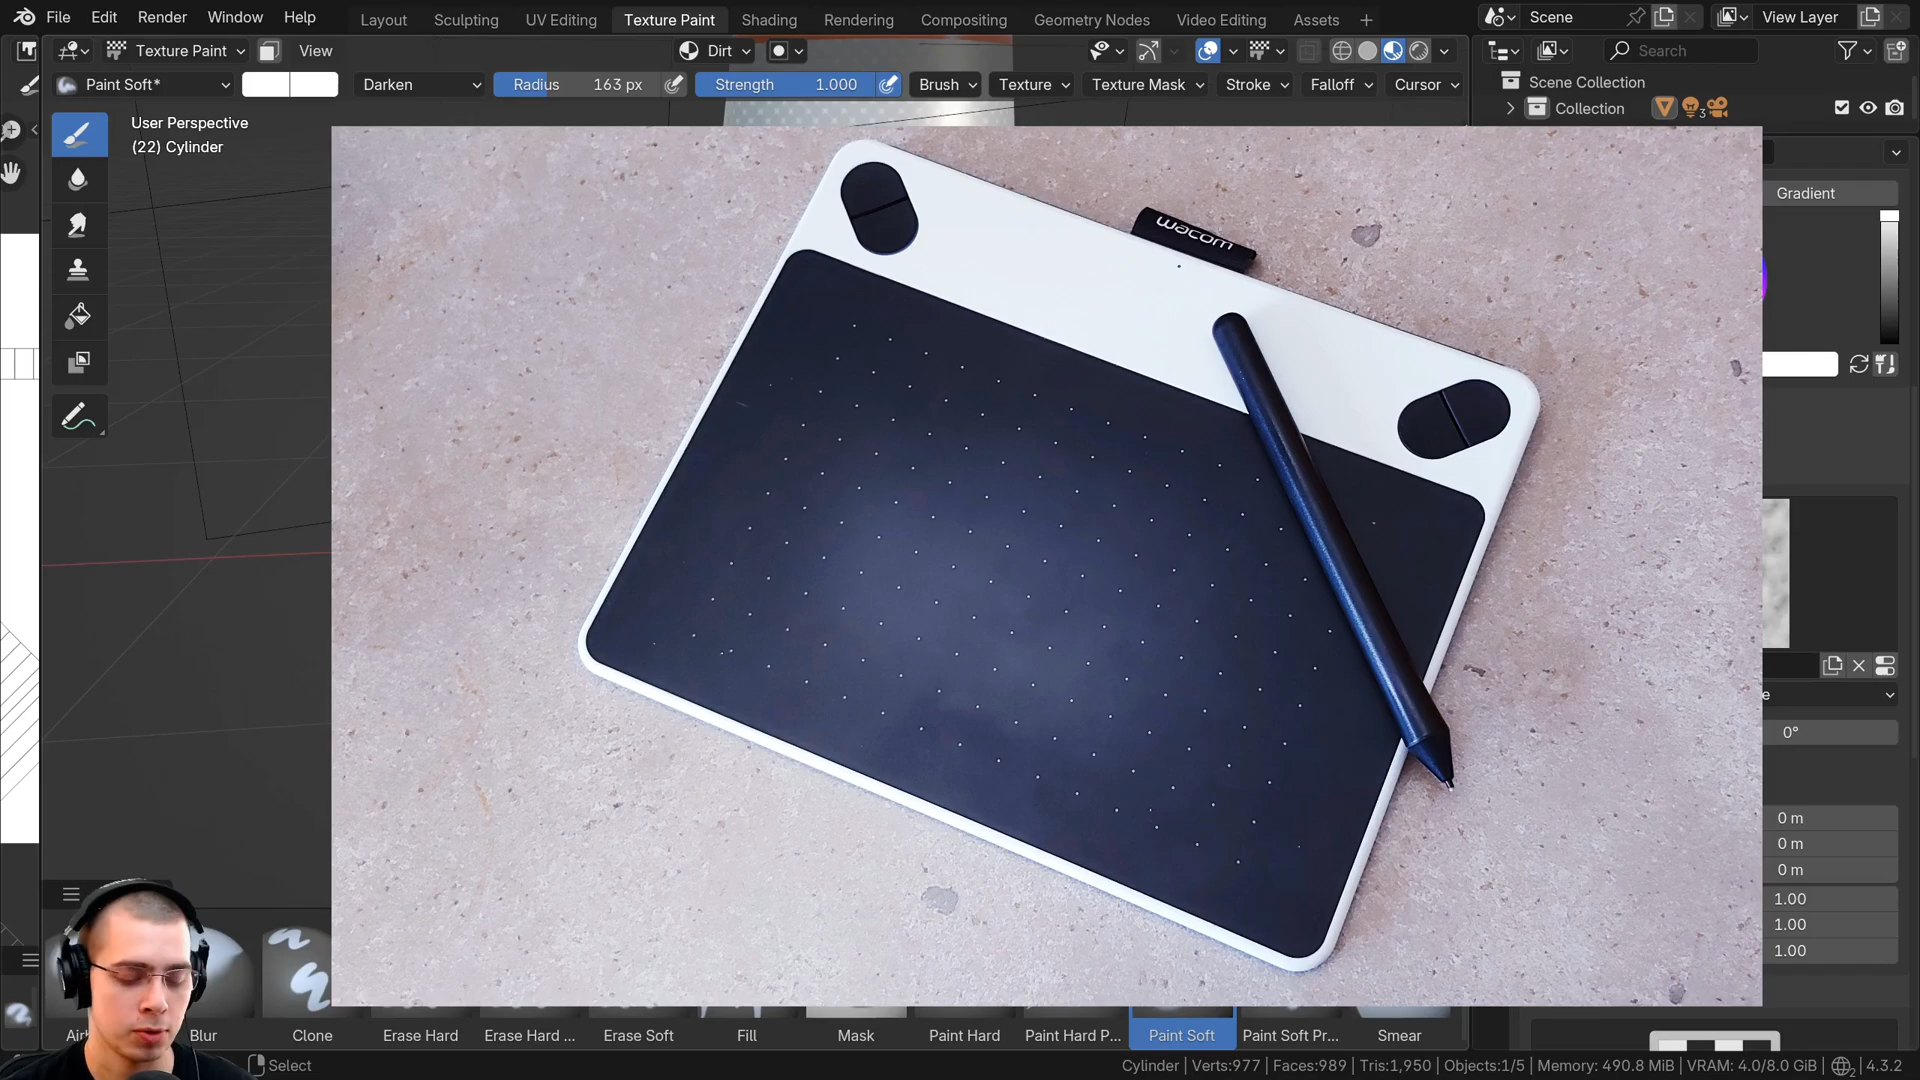 File Edit Render Window Help Layout Sculpting UV Editing Texture Paint Shading Rendering Compositing Geometry Nodes Video Editing Assets Scene View Layer
Texture Paint View Dirt Search
Paint Soft* Darken Radius 163 px Strength 1.000 Brush Texture Texture Mask Stroke Falloff Cursor Scene Collection
Collection
User Perspective
(22) Cylinder
Gradient
wacom
0°
0 m
0 m
0 m
1.00
1.00
1.00
Blur Clone Erase Hard Erase Hard ... Erase Soft Fill Mask Paint Hard Paint Hard P... Paint Soft Paint Soft Pr... Smear
Select Cylinder | Verts:977 | Faces:989 | Tris:1,950 | Objects:1/5 | Memory: 490.8 MiB | VRAM: 4.0/8.0 GiB | 2 | 4.3.2